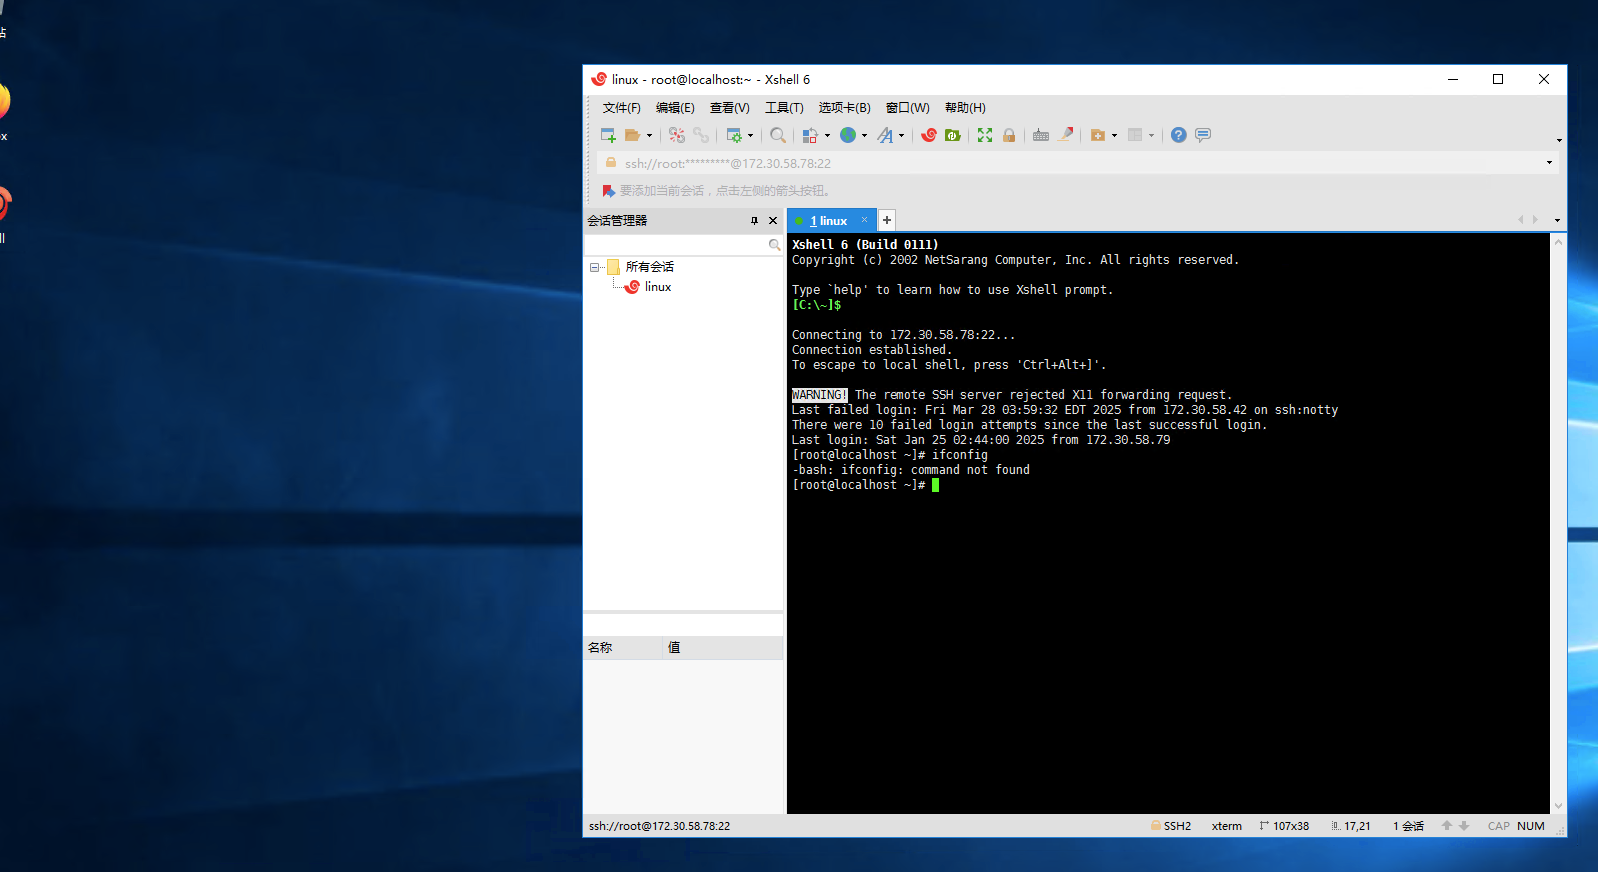 站
ox
ll
linux - root@localhost:~ - Xshell 6
文件(F) 编辑(E) 查看(V) 工具(T) 选项卡(B) 窗口(W) 帮助(H)
ssh://root:*********@172.30.58.78:22
要添加当前会话，点击左侧的箭头按钮。
会话管理器
所有会话
linux
名称 值
1 linux
Xshell 6 (Build 0111)
Copyright (c) 2002 NetSarang Computer, Inc. All rights reserved.
Type `help' to learn how to use Xshell prompt.
[C:\~]$
Connecting to 172.30.58.78:22...
Connection established.
To escape to local shell, press 'Ctrl+Alt+]'.
WARNING! The remote SSH server rejected X11 forwarding request.
Last failed login: Fri Mar 28 03:59:32 EDT 2025 from 172.30.58.42 on ssh:notty
There were 10 failed login attempts since the last successful login.
Last login: Sat Jan 25 02:44:00 2025 from 172.30.58.79
[root@localhost ~]# ifconfig
-bash: ifconfig: command not found
[root@localhost ~]#
ssh://root@172.30.58.78:22 SSH2 xterm 107x38 17,21 1 会话 CAP NUM